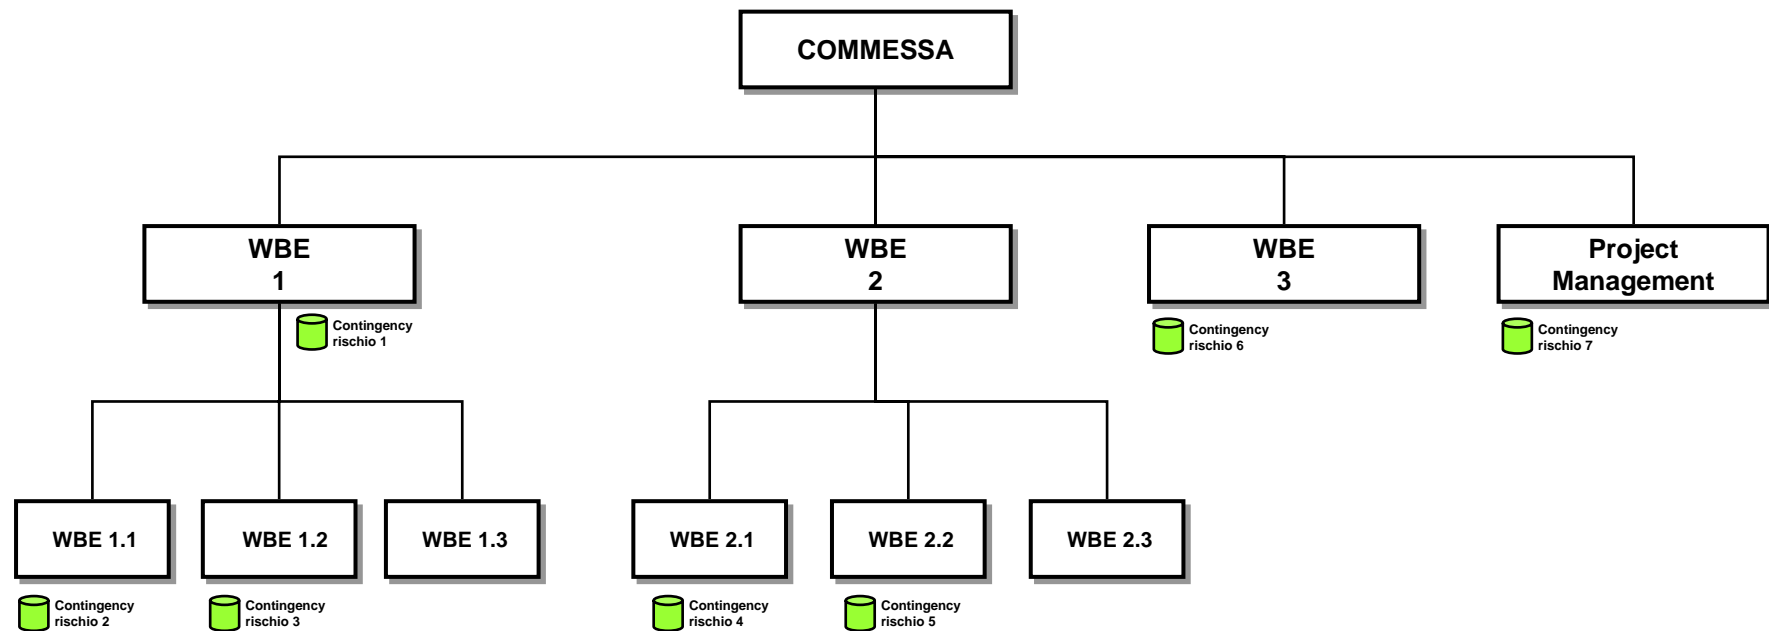 COMMESSA
WBE
1
WBE
2
WBE
3
Project
Management
Contingency
rischio 1
Contingency
rischio 6
Contingency
rischio 7
WBE 1.1
WBE 1.2
WBE 1.3
WBE 2.1
WBE 2.2
WBE 2.3
Contingency
rischio 2
Contingency
rischio 3
Contingency
rischio 4
Contingency
rischio 5